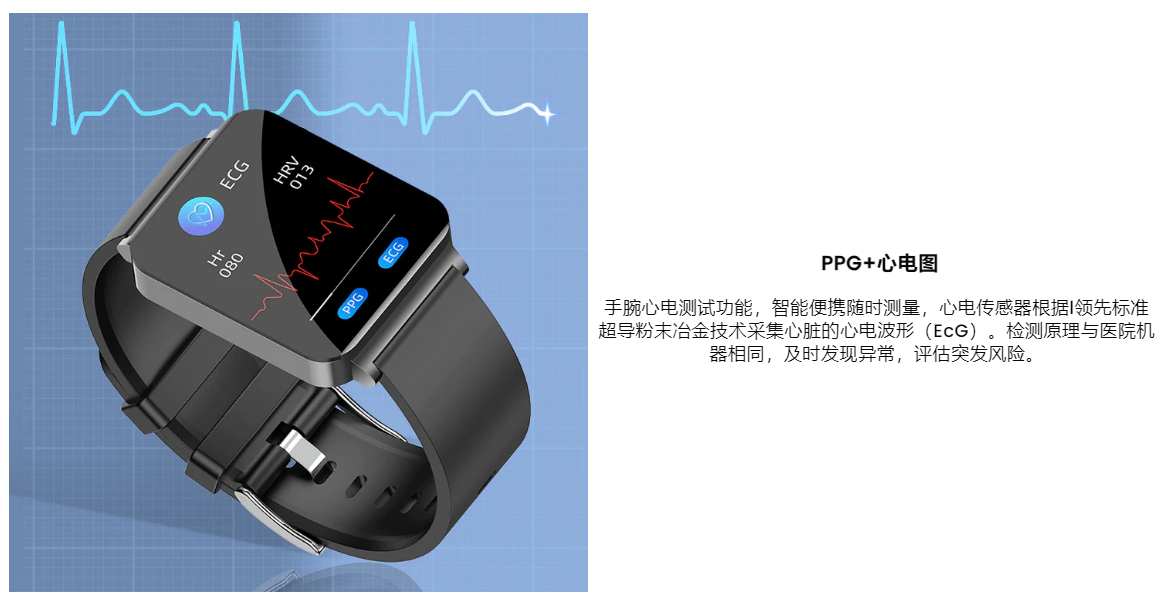 ECG
HRV
013
Hr
080
ECG
PPG
PPG+心电图
手腕心电测试功能，智能便携随时测量，心电传感器根据I领先标准
超导粉末冶金技术采集心脏的心电波形（EcG）。检测原理与医院机
器相同，及时发现异常，评估突发风险。